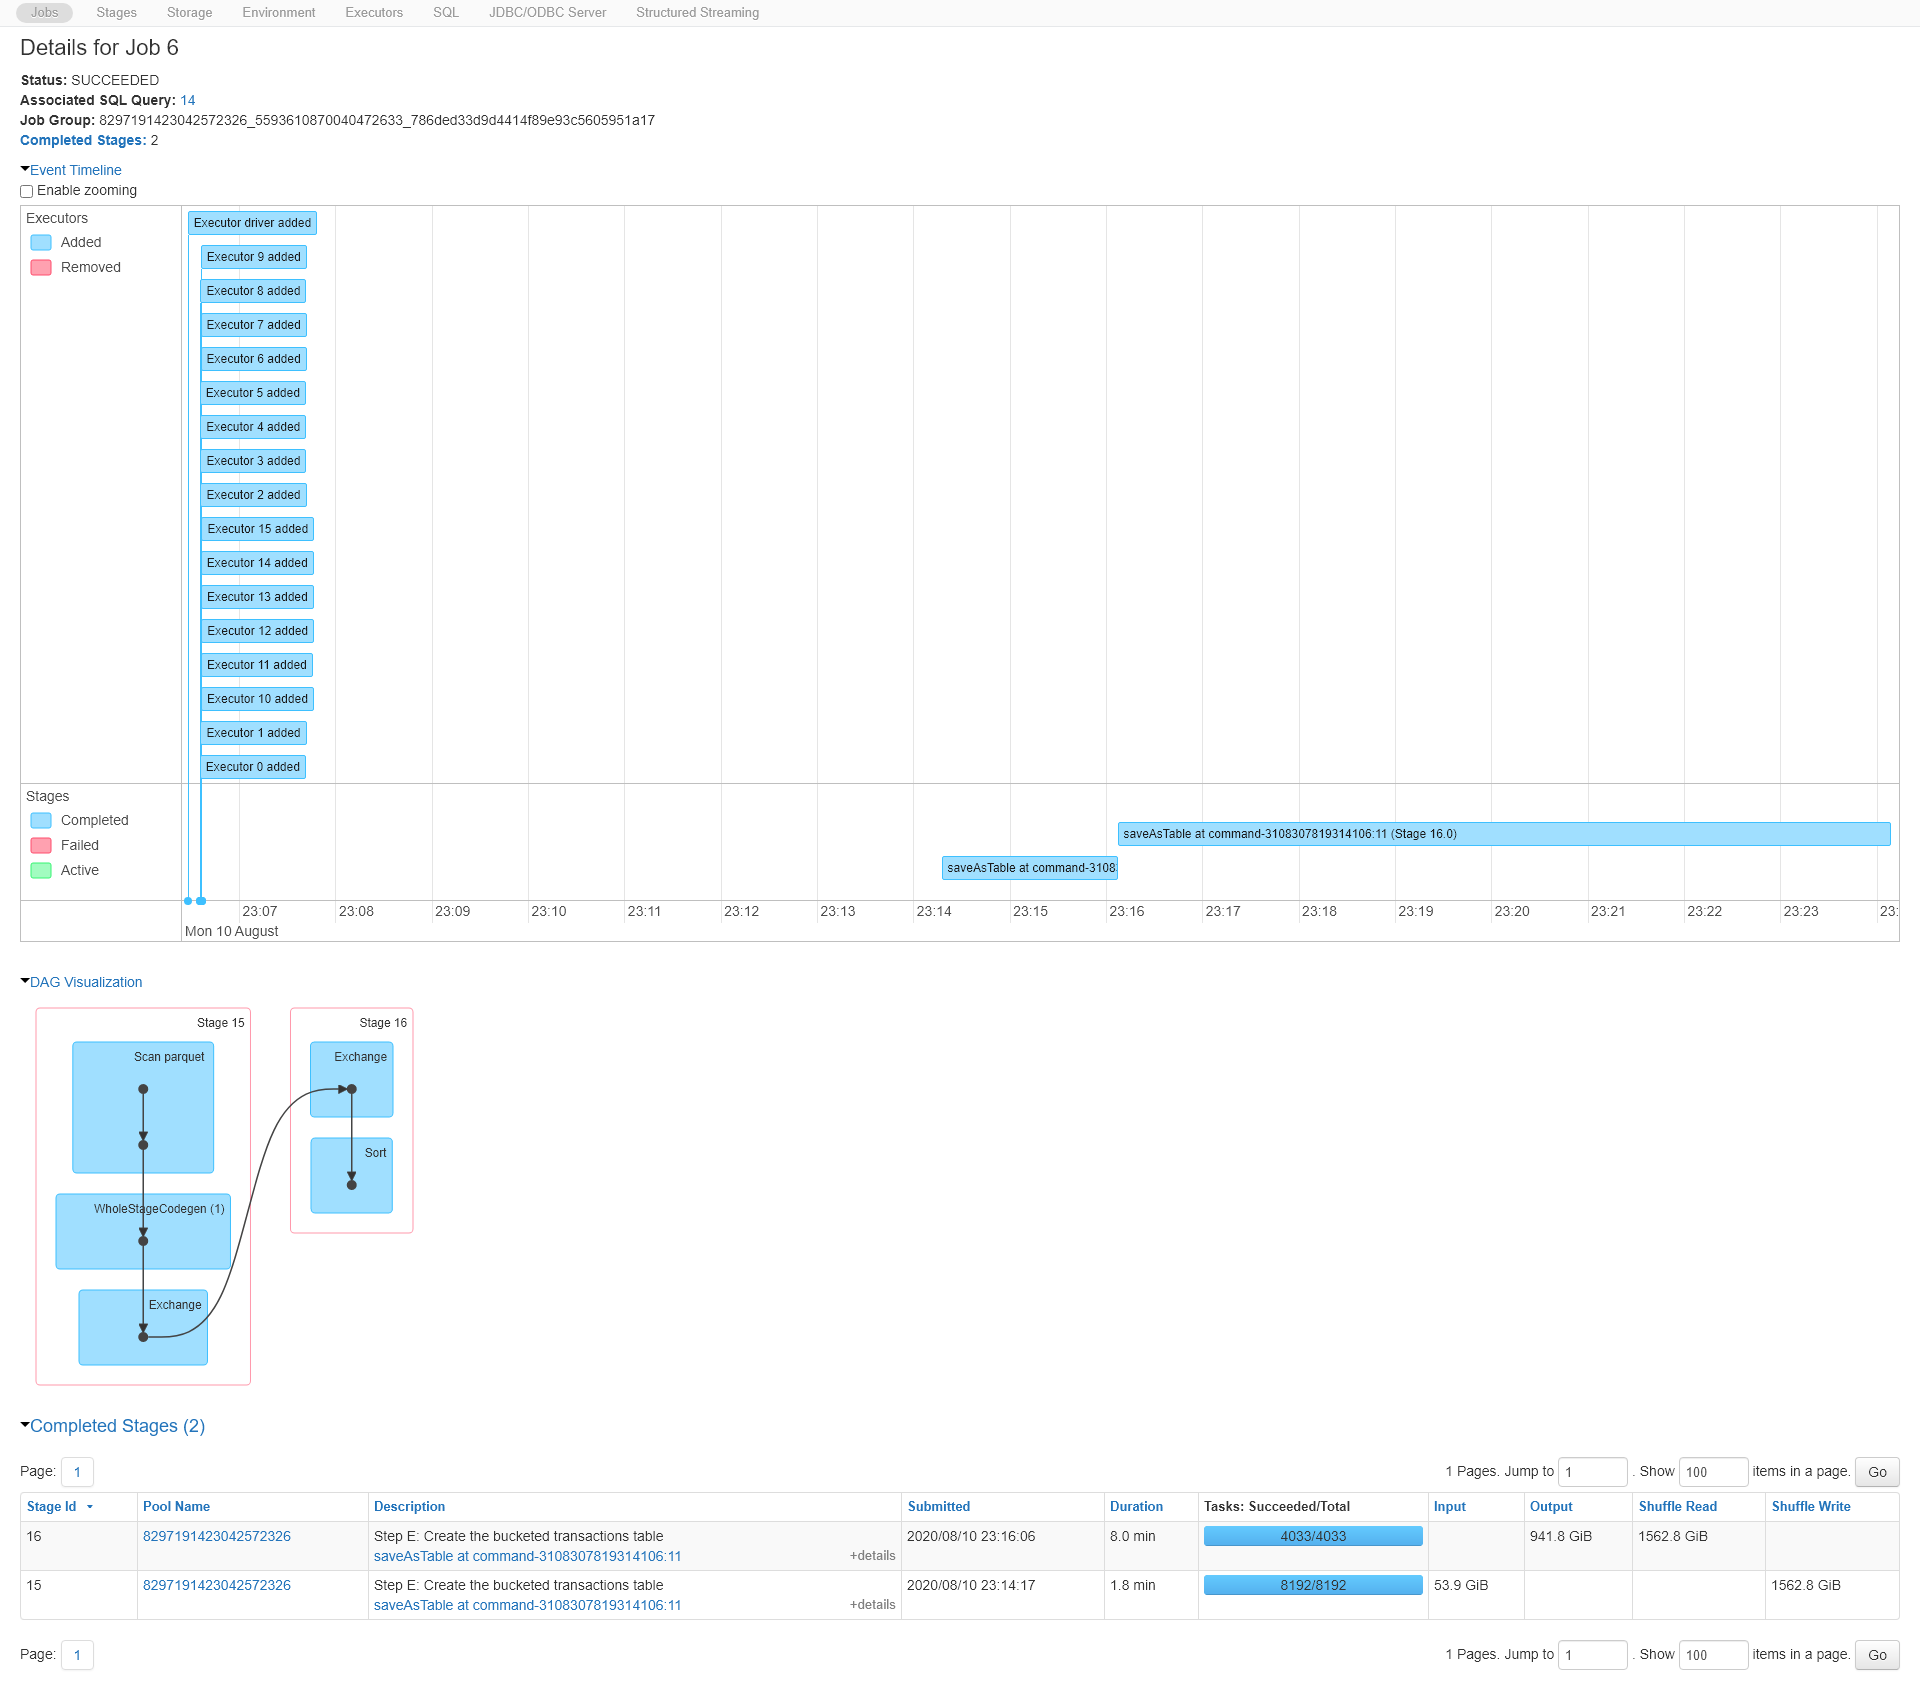 Jobs Stages Storage Environment Executors SQL JDBC/ODBC Server Structured Streaming
Details for Job 6
Status: SUCCEEDED
Associated SQL Query: 14
Job Group: 8297191423042572326_5593610870040472633_786ded33d9d4414f89e93c5605951a17
Completed Stages: 2
Event Timeline
Enable zooming
Executors
Added
Removed
Executor driver added
Executor 9 added
Executor 8 added
Executor 7 added
Executor 6 added
Executor 5 added
Executor 4 added
Executor 3 added
Executor 2 added
Executor 15 added
Executor 14 added
Executor 13 added
Executor 12 added
Executor 11 added
Executor 10 added
Executor 1 added
Executor 0 added
Stages
Completed
Failed
Active
saveAsTable at command-3108307819314106:11 (Stage 16.0)
saveAsTable at command-3108
23:07 23:08 23:09 23:10 23:11 23:12 23:13 23:14 23:15 23:16 23:17 23:18 23:19 23:20 23:21 23:22 23:23 23:
Mon 10 August
DAG Visualization
Stage 15
Scan parquet
WholeStageCodegen (1)
Exchange
Stage 16
Exchange
Sort
Completed Stages (2)
Page: 1 1 Pages. Jump to 1 . Show 100 items in a page. Go
Stage Id Pool Name Description Submitted Duration Tasks: Succeeded/Total Input Output Shuffle Read Shuffle Write
16 8297191423042572326 Step E: Create the bucketed transactions table 2020/08/10 23:16:06 8.0 min 4033/4033 941.8 GiB 1562.8 GiB
saveAsTable at command-3108307819314106:11 +details
15 8297191423042572326 Step E: Create the bucketed transactions table 2020/08/10 23:14:17 1.8 min 8192/8192 53.9 GiB 1562.8 GiB
saveAsTable at command-3108307819314106:11 +details
Page: 1 1 Pages. Jump to 1 . Show 100 items in a page. Go